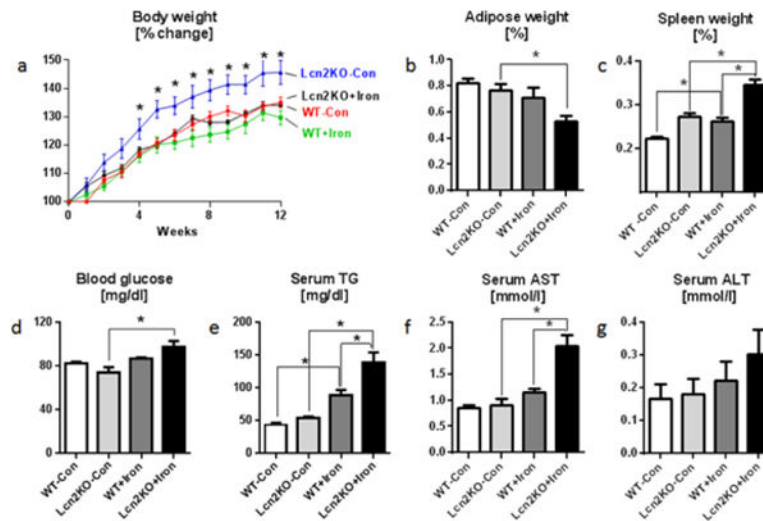 Body weight
[% change]
a
150
140
130
120
110
100
0
4
8
12
Weeks
* * * * * * * * *
Lcn2KO-Con
Lcn2KO+Iron
WT-Con
WT+Iron
Adipose weight
[%]
b
1.0
0.8
0.6
0.4
0.2
0.0
*
WT-Con
Lcn2KO-Con
WT+Iron
Lcn2KO+Iron
Spleen weight
[%]
c
0.4
0.3
0.2
*
*
*
WT-Con
Lcn2KO-Con
WT+Iron
Lcn2KO+Iron
Blood glucose
[mg/dl]
d
120
80
40
0
*
WT-Con
Lcn2KO-Con
WT+Iron
Lcn2KO+Iron
Serum TG
[mg/dl]
e
200
150
100
50
0
*
*
*
WT-Con
Lcn2KO-Con
WT+Iron
Lcn2KO+Iron
Serum AST
[mmol/l]
f
2.5
2.0
1.5
1.0
0.5
0.0
*
*
WT-Con
Lcn2KO-Con
WT+Iron
Lcn2KO+Iron
Serum ALT
[mmol/l]
g
0.4
0.3
0.2
0.1
0.0
WT-Con
Lcn2KO-Con
WT+Iron
Lcn2KO+Iron